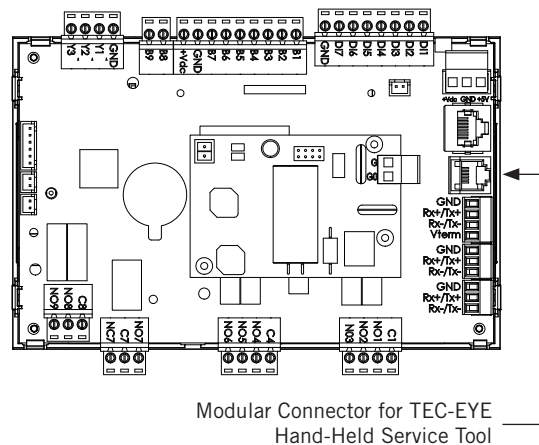 Y3
Y2
Y1
GND
B9
B8
+Vdc
GND
B7
B6
B5
B4
B3
B2
B1
GND
DI7
DI6
DI5
DI4
DI3
DI2
DI1
+Vdc GND +5V
G
G0
GND
Rx+/Tx+
Rx-/Tx-
Vterm
GND
Rx+/Tx+
Rx-/Tx-
GND
Rx+/Tx+
Rx-/Tx-
NO9
NO8
C8
NC7
C7
NO7
NO6
NO5
NO4
C4
NO3
NO2
NO1
C1
Modular Connector for TEC-EYE
Hand-Held Service Tool